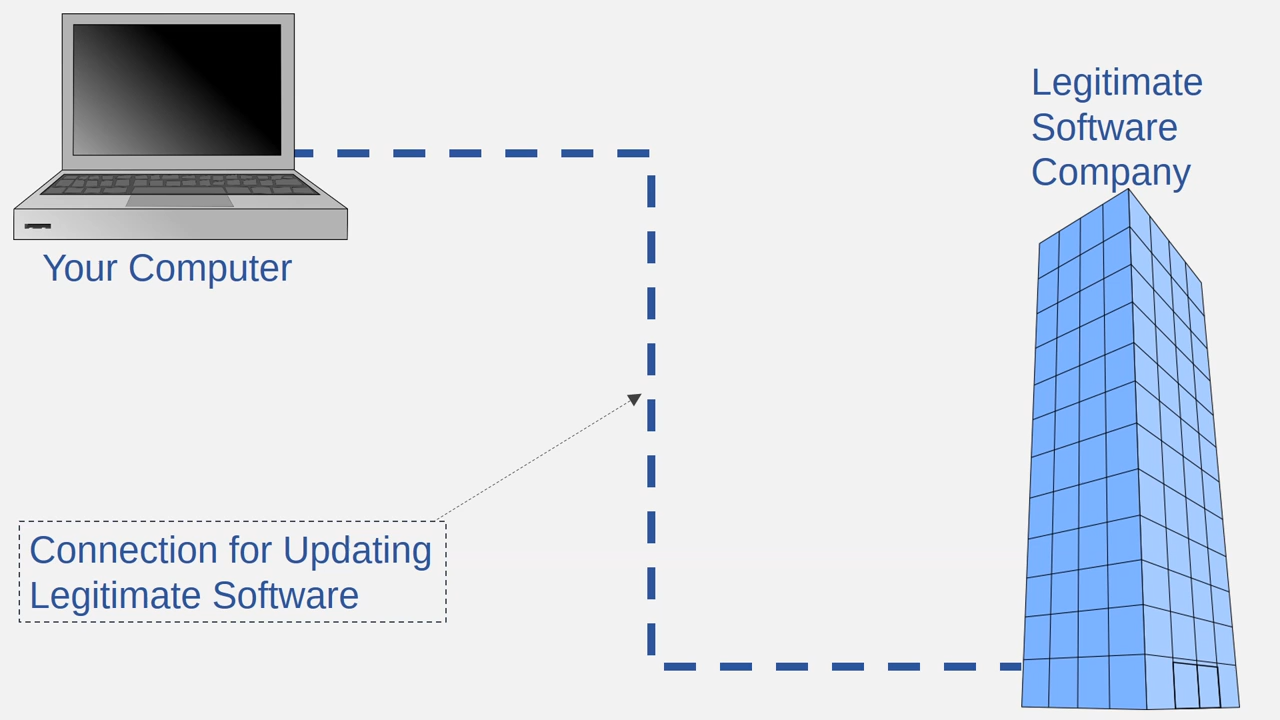 Legitimate
Software
Company
Your Computer
Connection for Updating
Legitimate Software